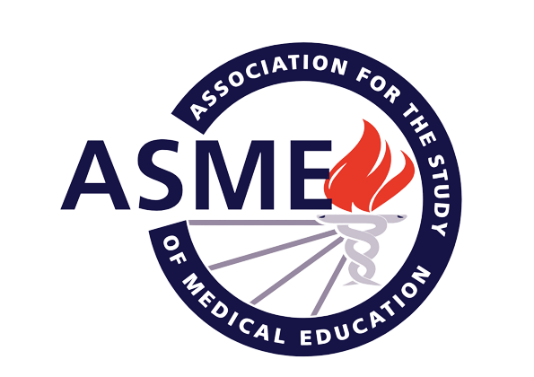 ASME
ASSOCIATION FOR THE STUDY
OF MEDICAL EDUCATION